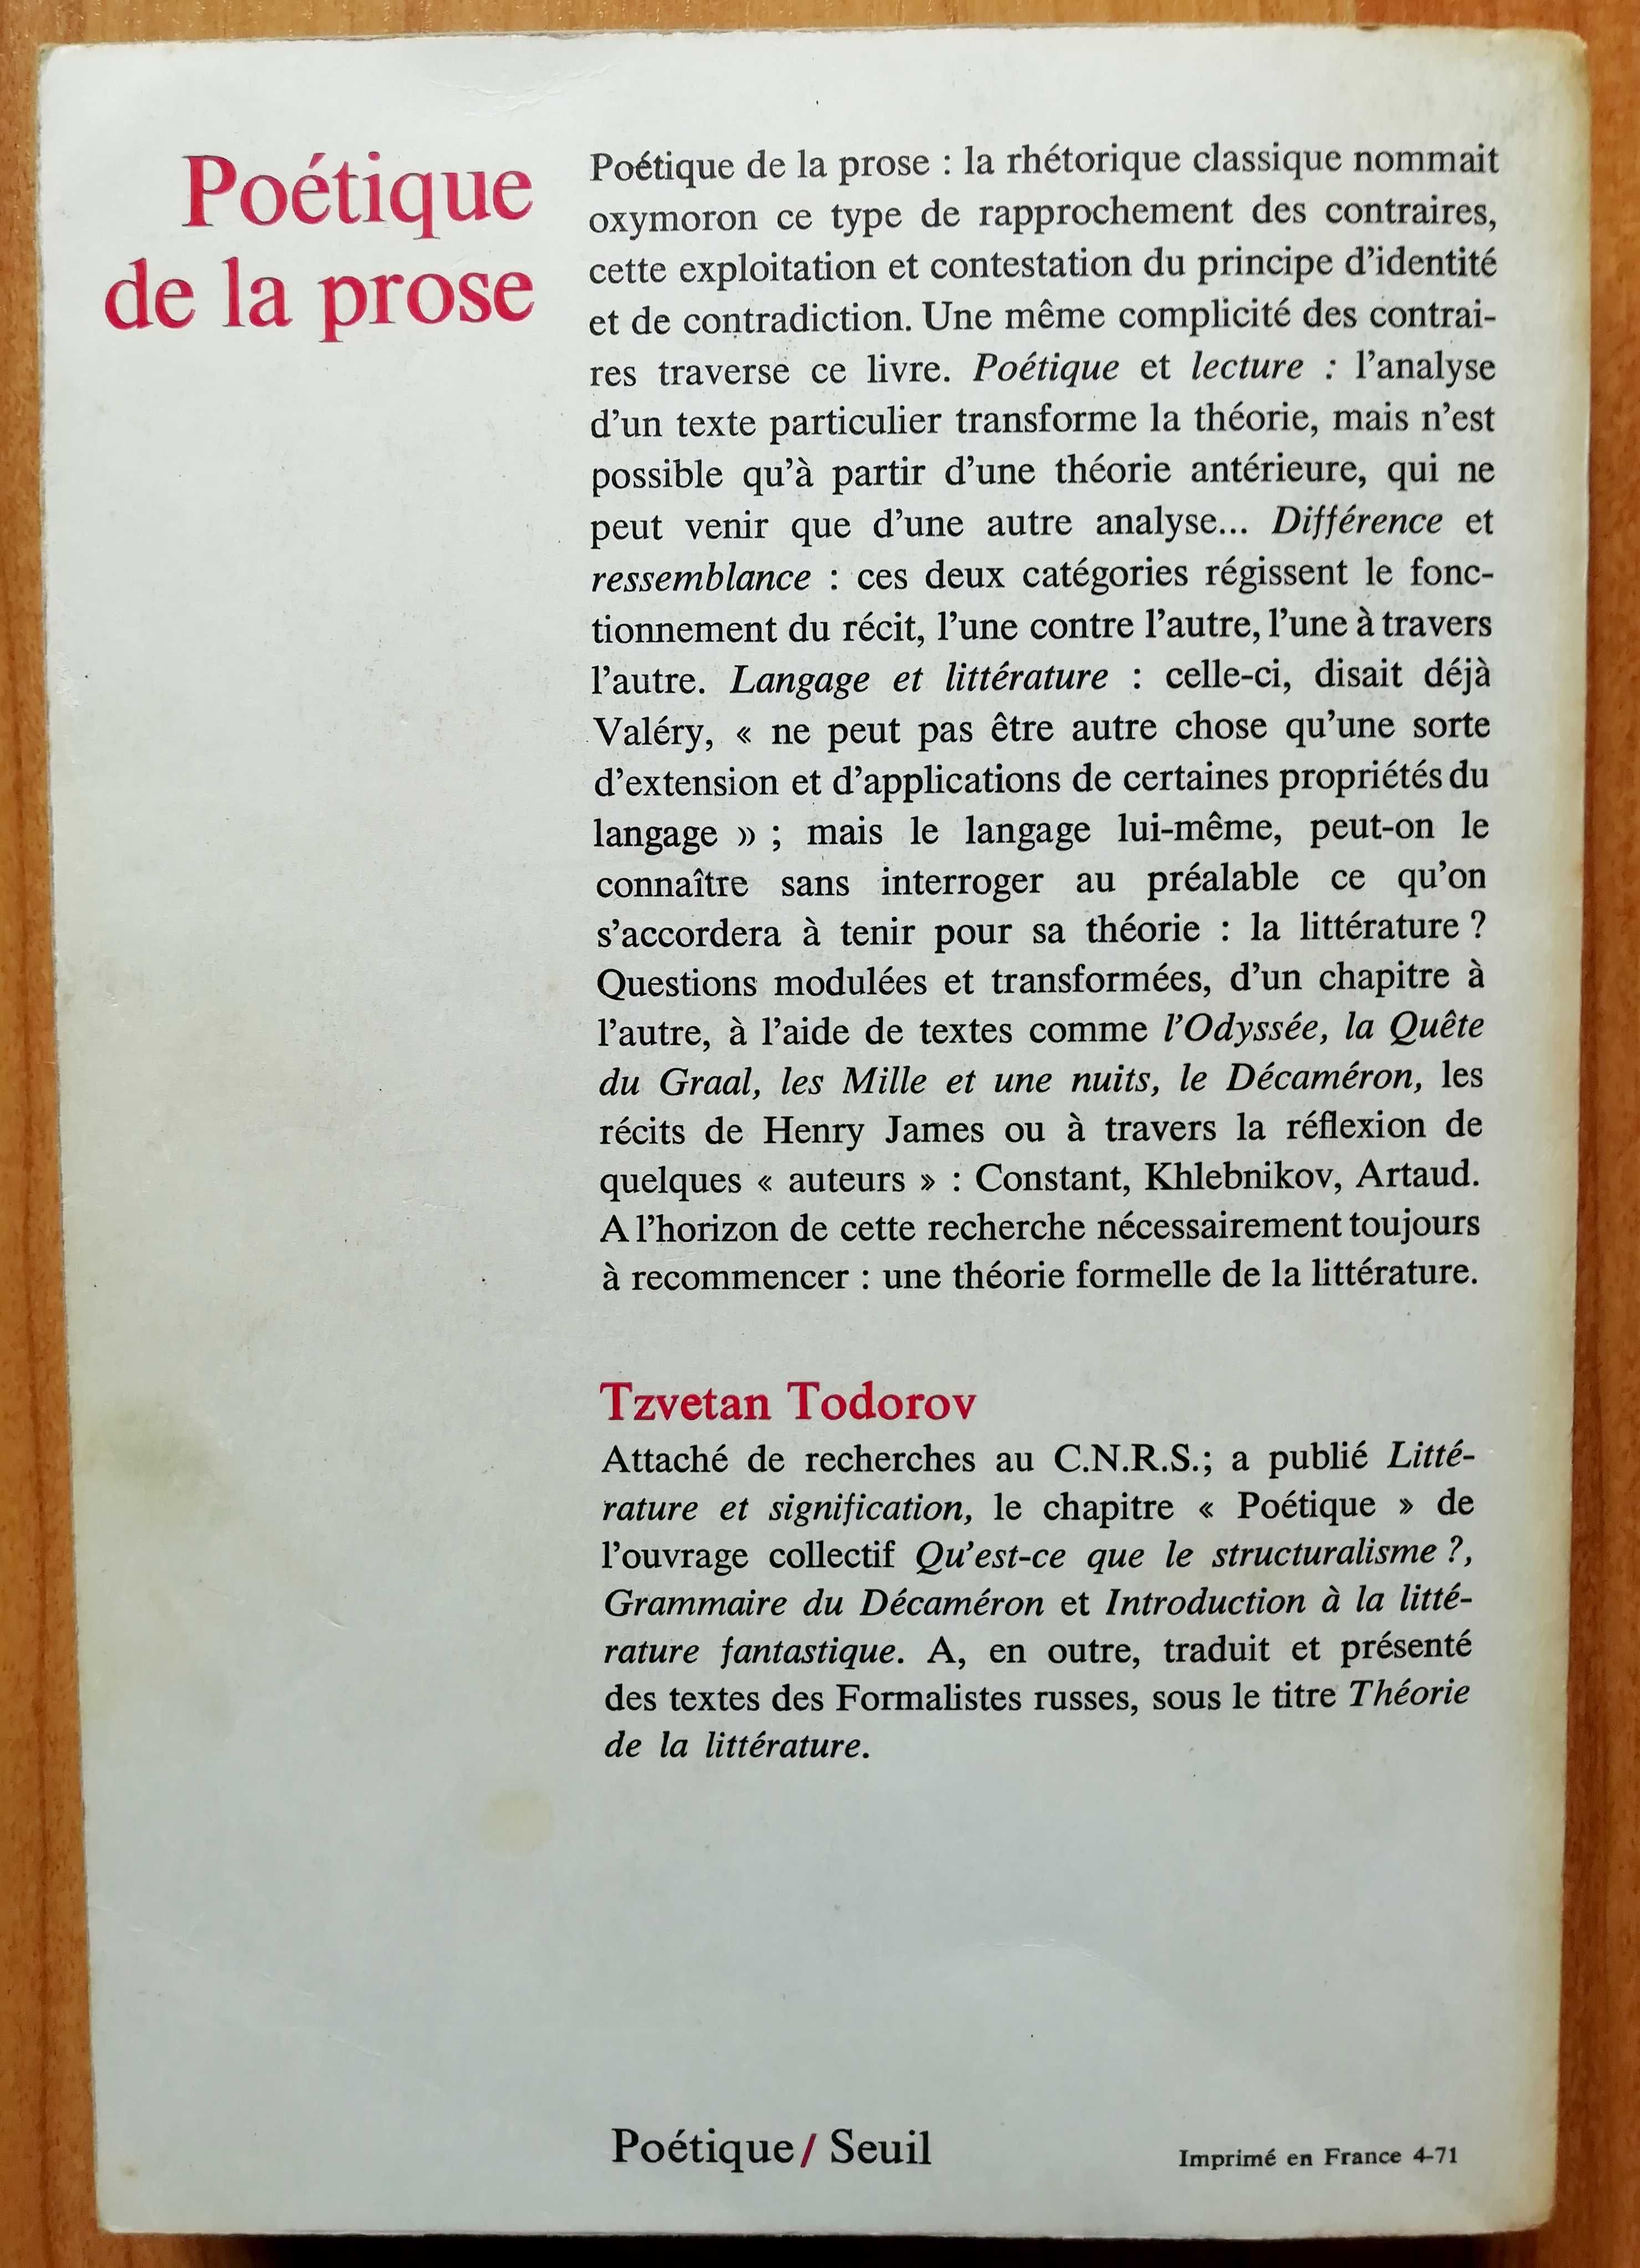 Poétique
de la prose
Poétique de la prose : la rhétorique classique nommait
oxymoron ce type de rapprochement des contraires,
cette exploitation et contestation du principe d’identité
et de contradiction. Une même complicité des contrai-
res traverse ce livre. Poétique et lecture : l’analyse
d’un texte particulier transforme la théorie, mais n’est
possible qu’à partir d’une théorie antérieure, qui ne
peut venir que d’une autre analyse... Différence et
ressemblance : ces deux catégories régissent le fonc-
tionnement du récit, l’une contre l’autre, l’une à travers
l’autre. Langage et littérature : celle-ci, disait déjà
Valéry, « ne peut pas être autre chose qu’une sorte
d’extension et d’applications de certaines propriétés du
langage » ; mais le langage lui-même, peut-on le
connaître sans interroger au préalable ce qu’on
s’accordera à tenir pour sa théorie : la littérature ?
Questions modulées et transformées, d’un chapitre à
l’autre, à l’aide de textes comme l’Odyssée, la Quête
du Graal, les Mille et une nuits, le Décaméron, les
récits de Henry James ou à travers la réflexion de
quelques « auteurs » : Constant, Khlebnikov, Artaud.
A l’horizon de cette recherche nécessairement toujours
à recommencer : une théorie formelle de la littérature.
Tzvetan Todorov
Attaché de recherches au C.N.R.S.; a publié Litté-
rature et signification, le chapitre « Poétique » de
l’ouvrage collectif Qu’est-ce que le structuralisme ?,
Grammaire du Décaméron et Introduction à la litté-
rature fantastique. A, en outre, traduit et présenté
des textes des Formalistes russes, sous le titre Théorie
de la littérature.
Poétique / Seuil
Imprimé en France 4-71